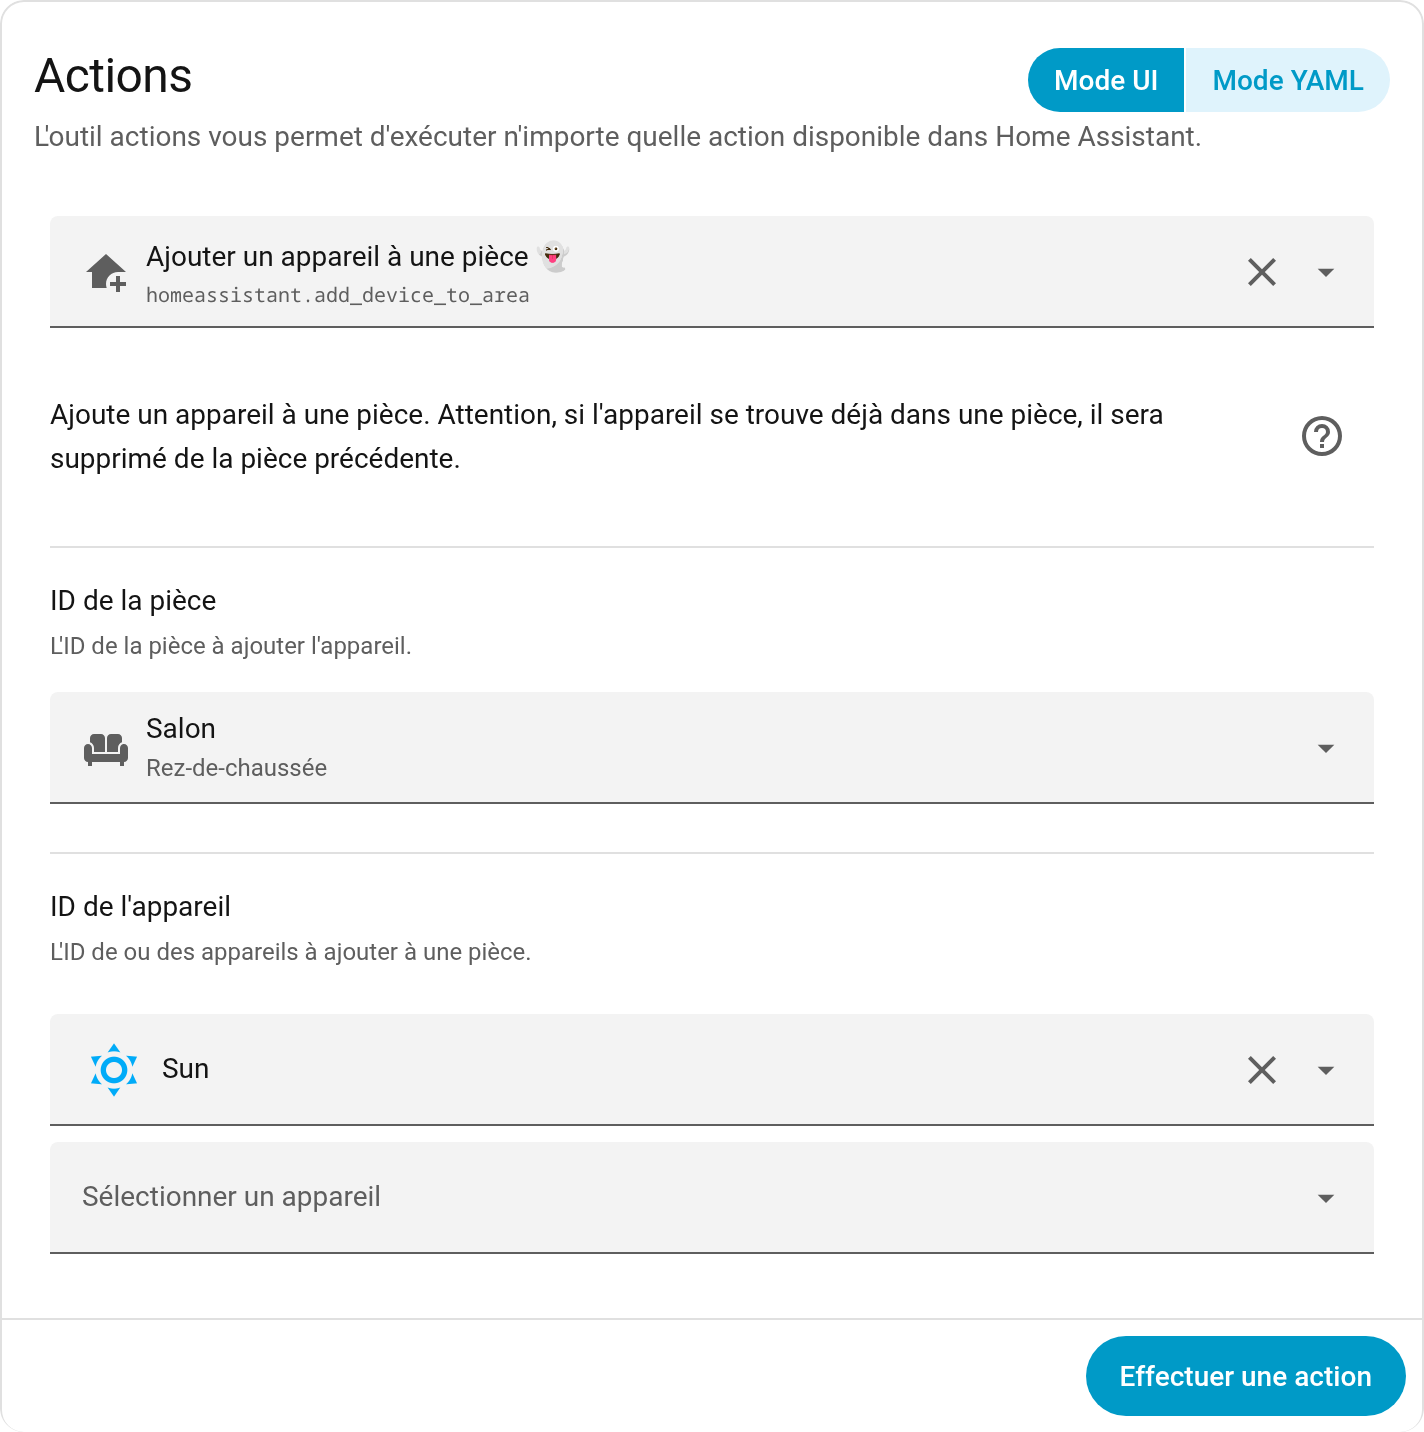 Actions
Mode UI
Mode YAML
L'outil actions vous permet d'exécuter n'importe quelle action disponible dans Home Assistant.
Ajouter un appareil à une pièce 👻
homeassistant.add_device_to_area
Ajoute un appareil à une pièce. Attention, si l'appareil se trouve déjà dans une pièce, il sera
supprimé de la pièce précédente.
ID de la pièce
L'ID de la pièce à ajouter l'appareil.
Salon
Rez-de-chaussée
ID de l'appareil
L'ID de ou des appareils à ajouter à une pièce.
Sun
Sélectionner un appareil
Effectuer une action